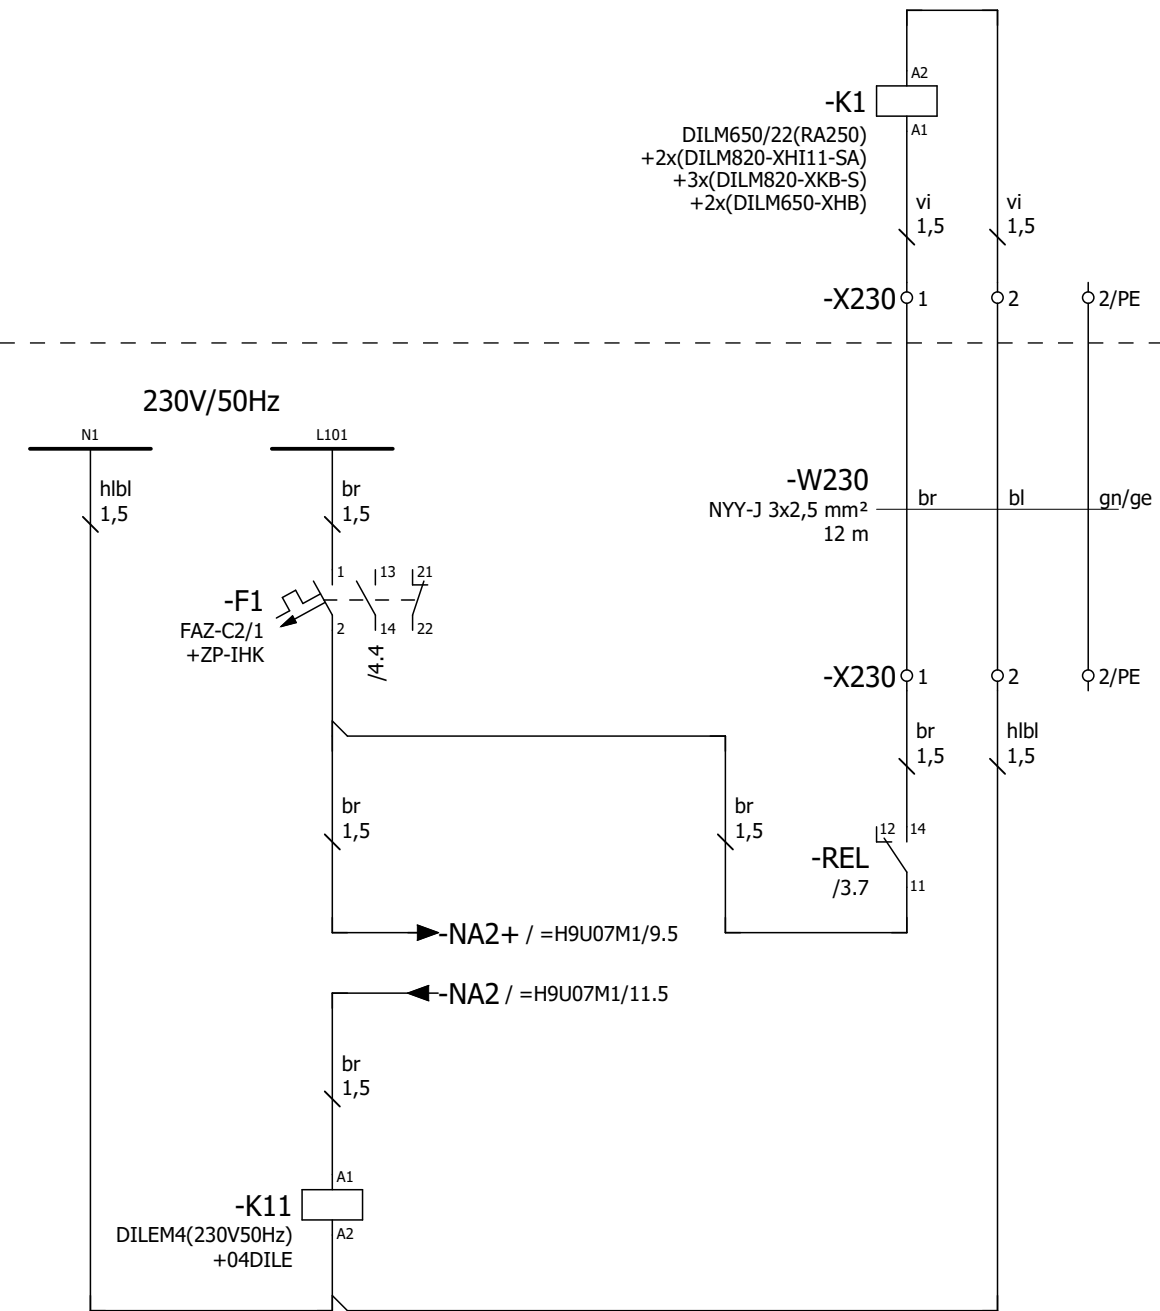 A2
-K1
A1
DILM650/22(RA250)
+2x(DILM820-XHI11-SA)
+3x(DILM820-XKB-S)
+2x(DILM650-XHB)
vi
1,5
vi
1,5
-X230
1
2
2/PE
230V/50Hz
N1
L101
hlbl
1,5
br
1,5
-W230
NYY-J 3x2,5 mm²
12 m
br
bl
gn/ge
-F1
FAZ-C2/1
+ZP-IHK
1
2
13
14
21
22
/4.4
-X230
1
2
2/PE
br
1,5
hlbl
1,5
br
1,5
br
1,5
-REL
/3.7
12
14
11
-NA2+ / =H9U07M1/9.5
-NA2 / =H9U07M1/11.5
br
1,5
A1
-K11
A2
DILEM4(230V50Hz)
+04DILE